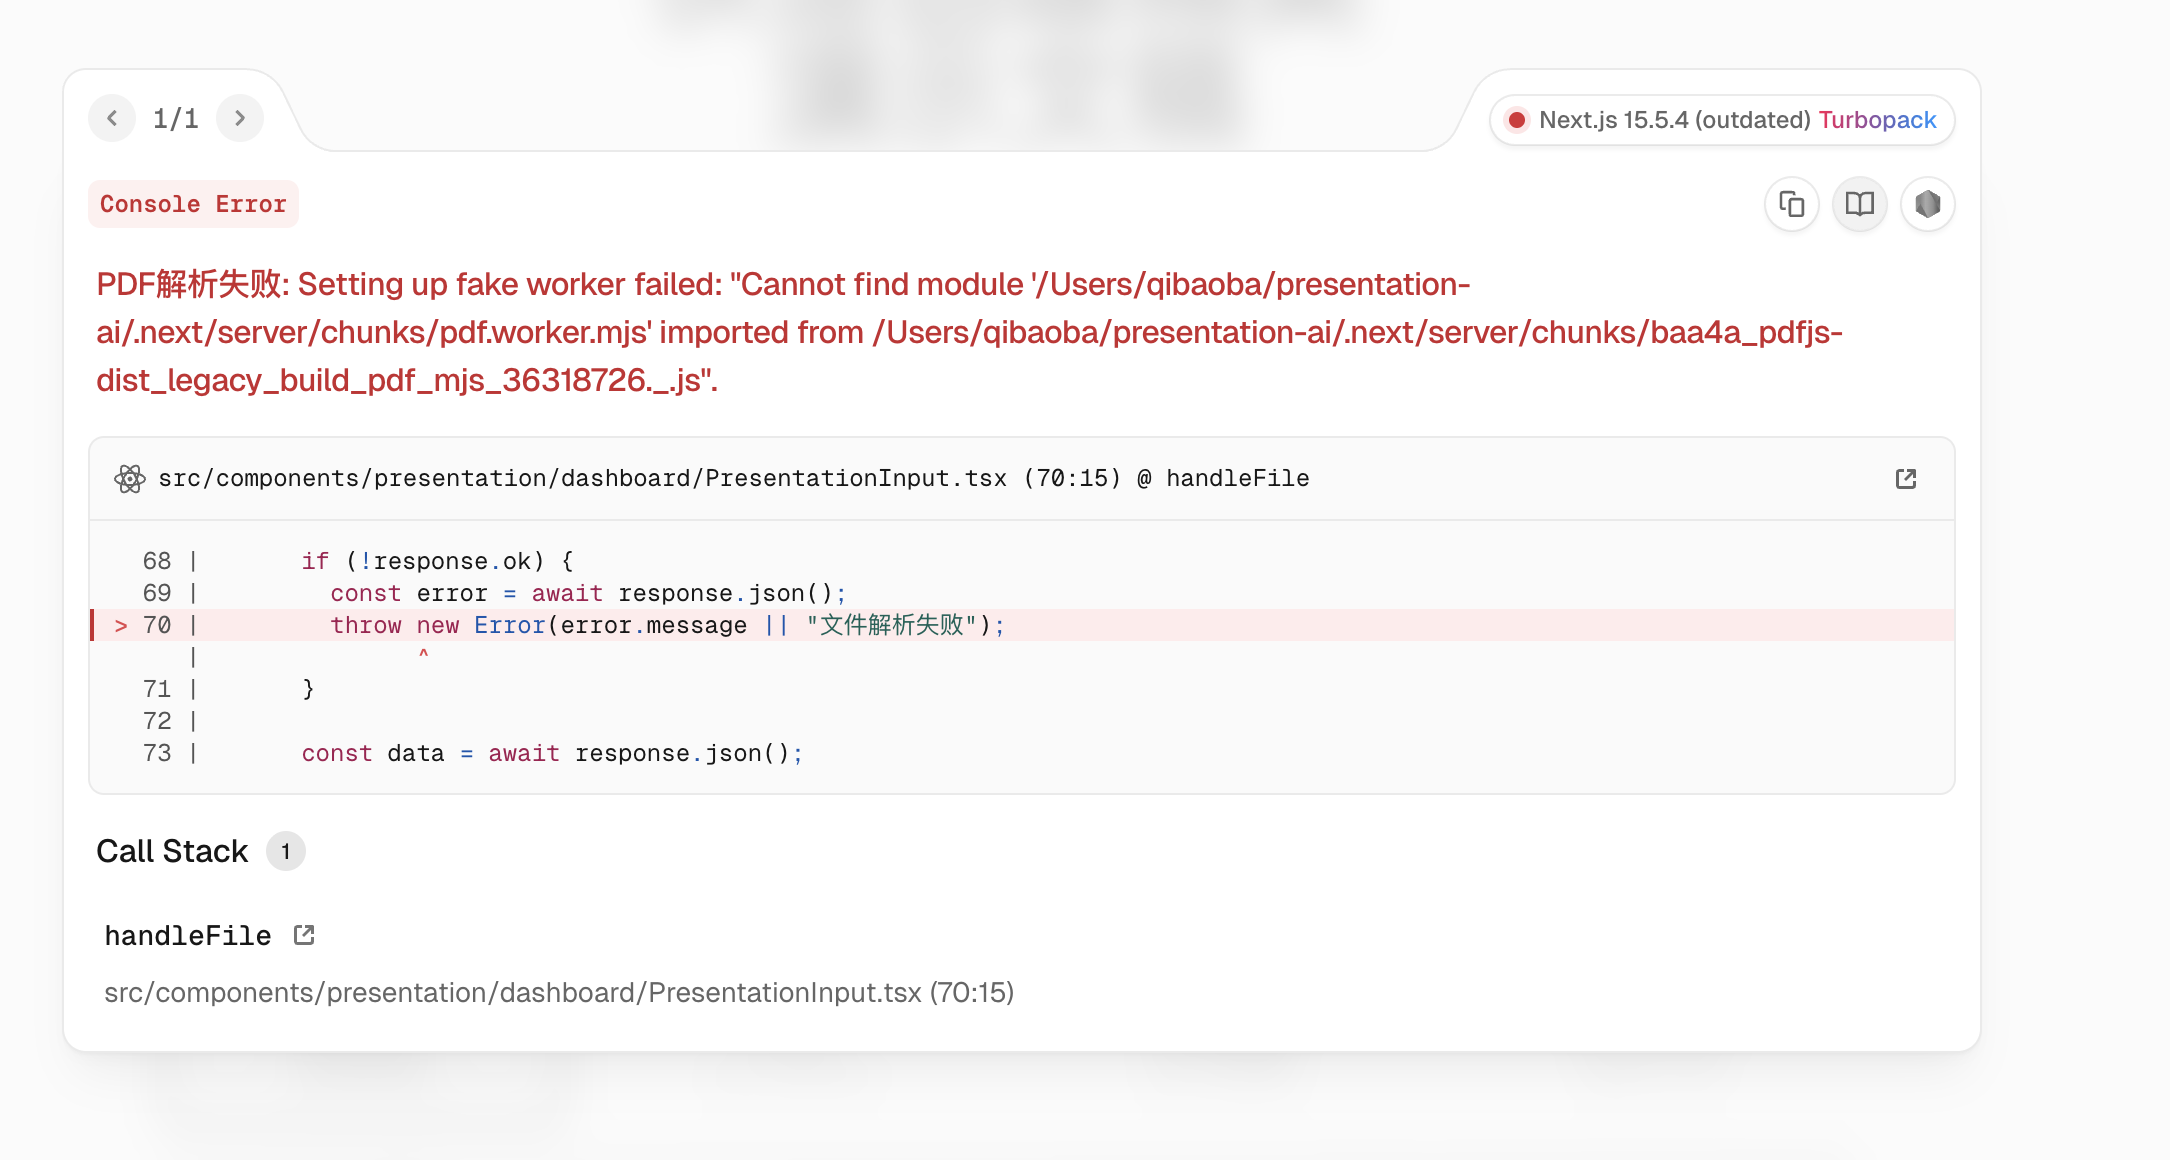 1/1
Next.js 15.5.4 (outdated) Turbopack
Console Error
PDF解析失败: Setting up fake worker failed: "Cannot find module '/Users/qibaoba/presentation-
ai/.next/server/chunks/pdf.worker.mjs' imported from /Users/qibaoba/presentation-ai/.next/server/chunks/baa4a_pdfjs-
dist_legacy_build_pdf_mjs_36318726._.js".
src/components/presentation/dashboard/PresentationInput.tsx (70:15) @ handleFile
68 |       if (!response.ok) {
69 |         const error = await response.json();
> 70 |         throw new Error(error.message || "文件解析失败");
|               ^
71 |       }
72 |
73 |       const data = await response.json();
Call Stack 1
handleFile
src/components/presentation/dashboard/PresentationInput.tsx (70:15)